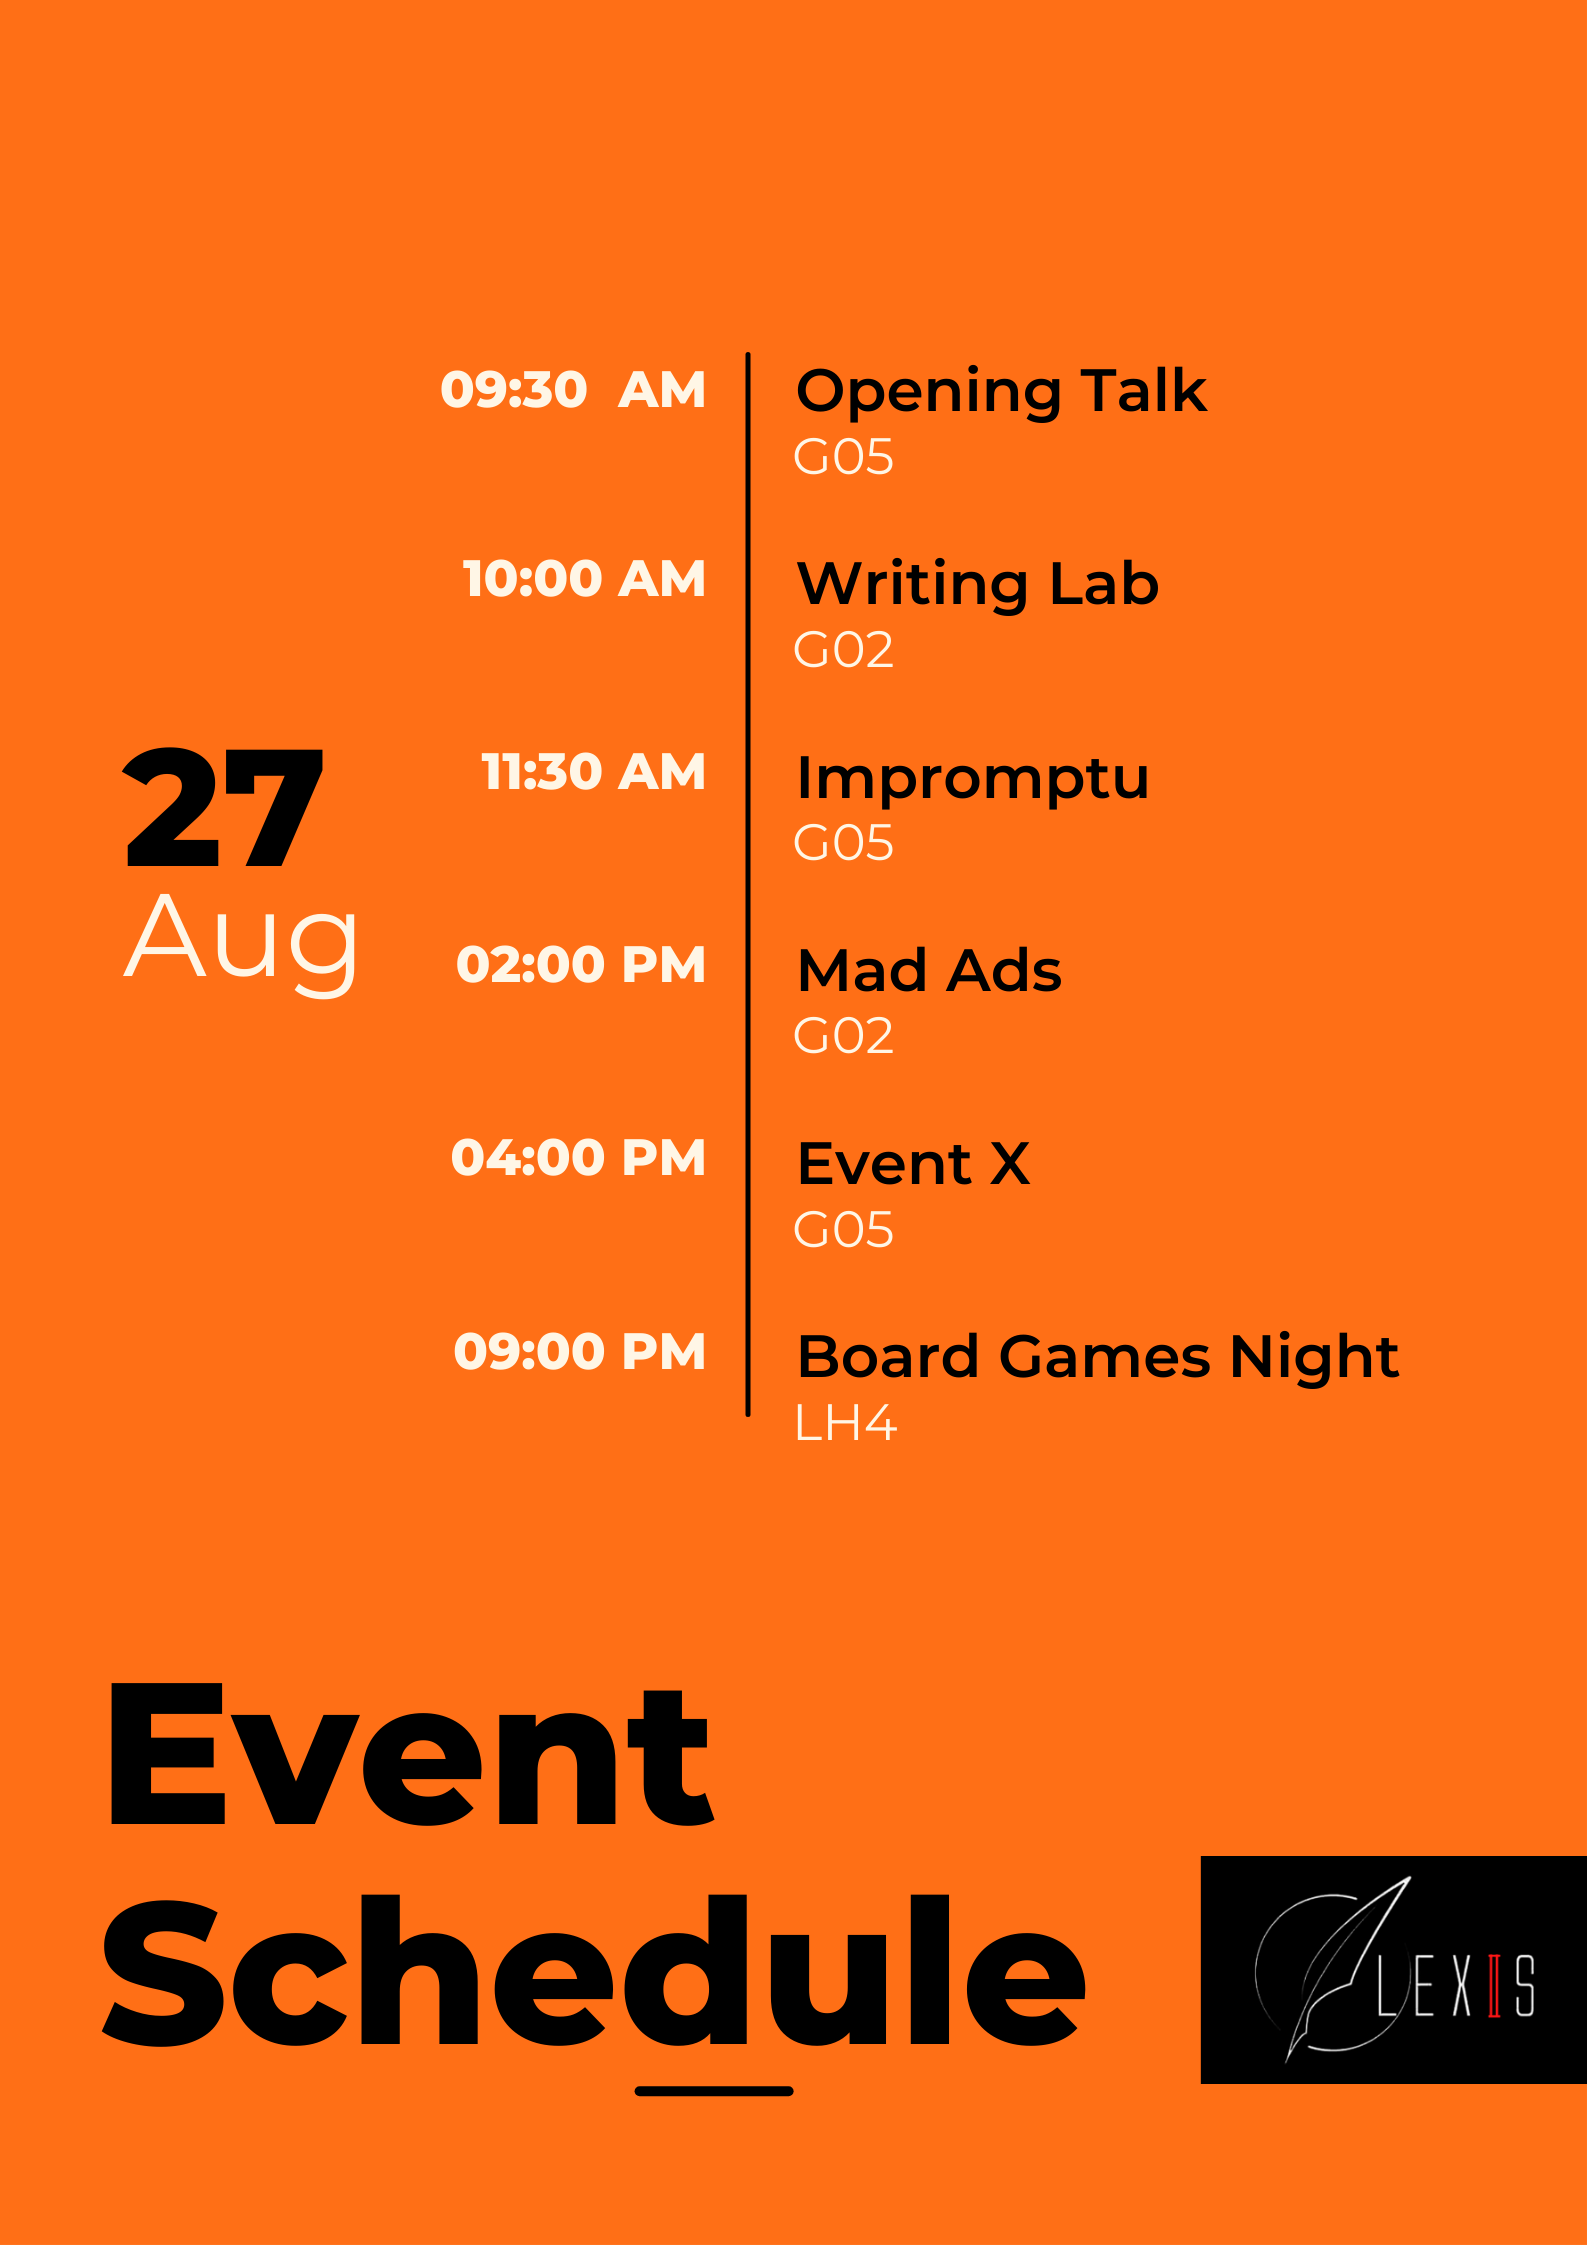 09:30 AM
Opening Talk
G05
10:00 AM
Writing Lab
G02
27
Aug
11:30 AM
Impromptu
G05
02:00 PM
Mad Ads
G02
04:00 PM
Event X
G05
09:00 PM
Board Games Night
LH4
Event
Schedule
LEXIS